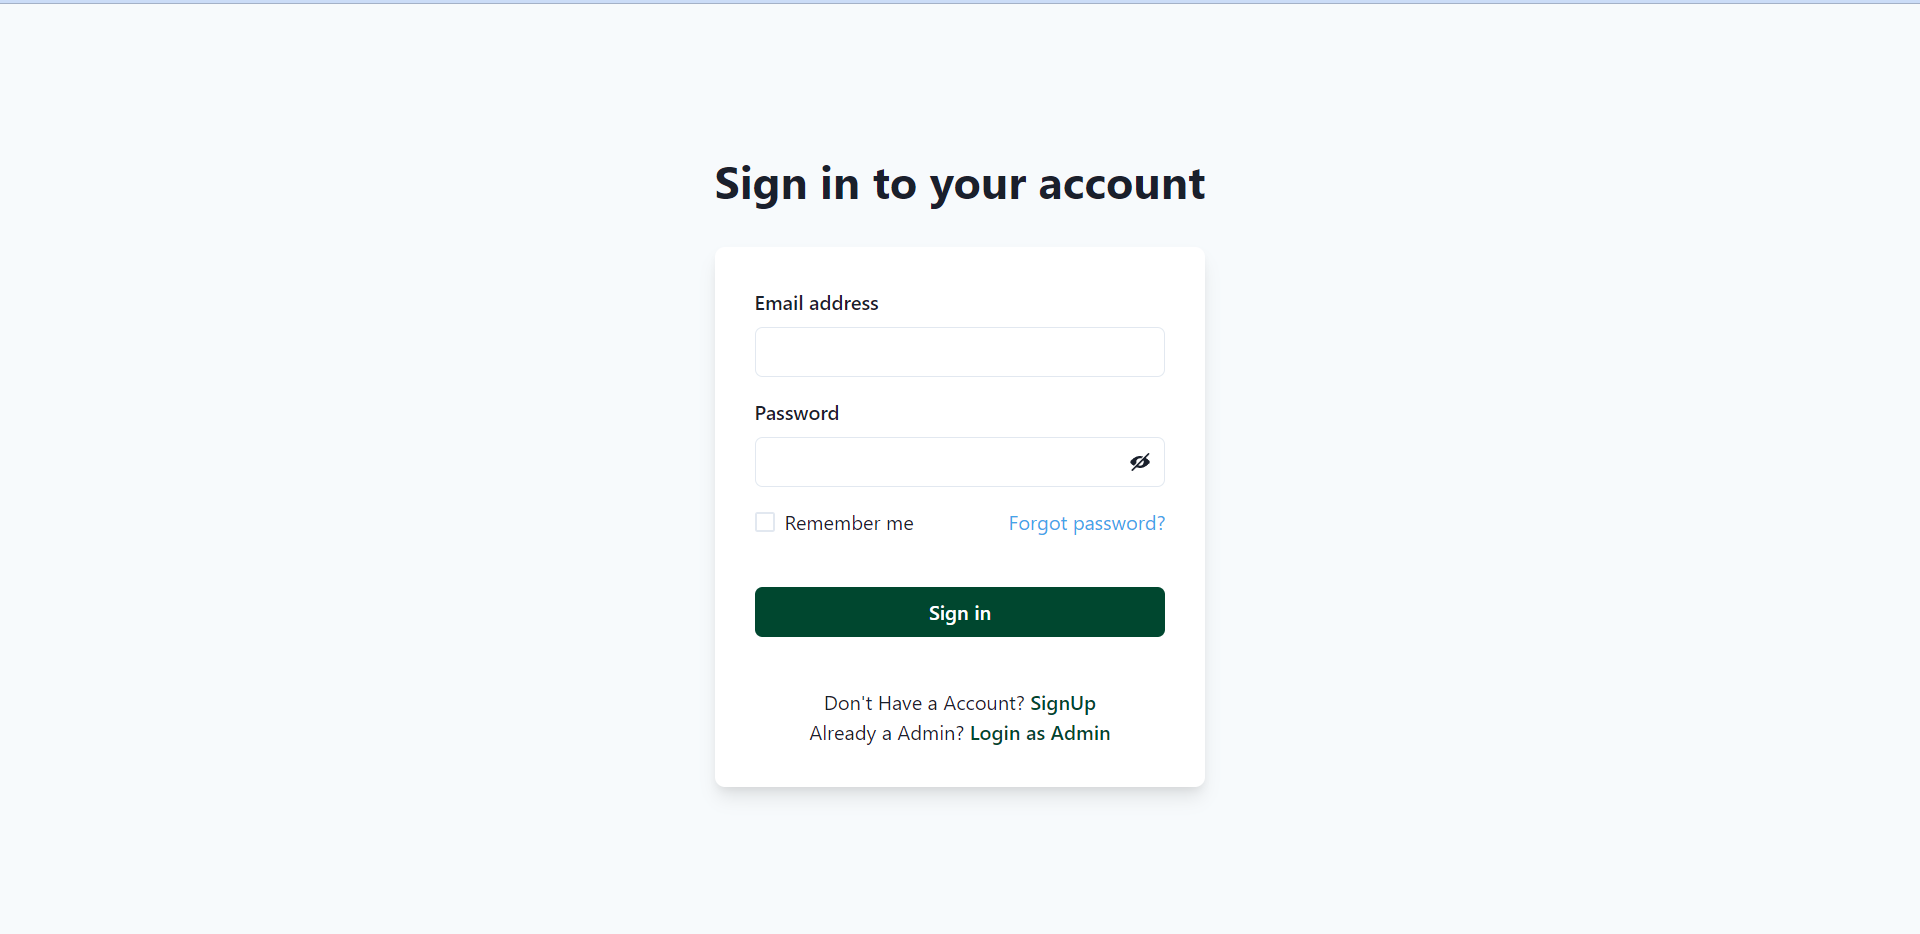 Sign in to your account
Email address
Password
Remember me
Forgot password?
Sign in
Don't Have a Account? SignUp
Already a Admin? Login as Admin